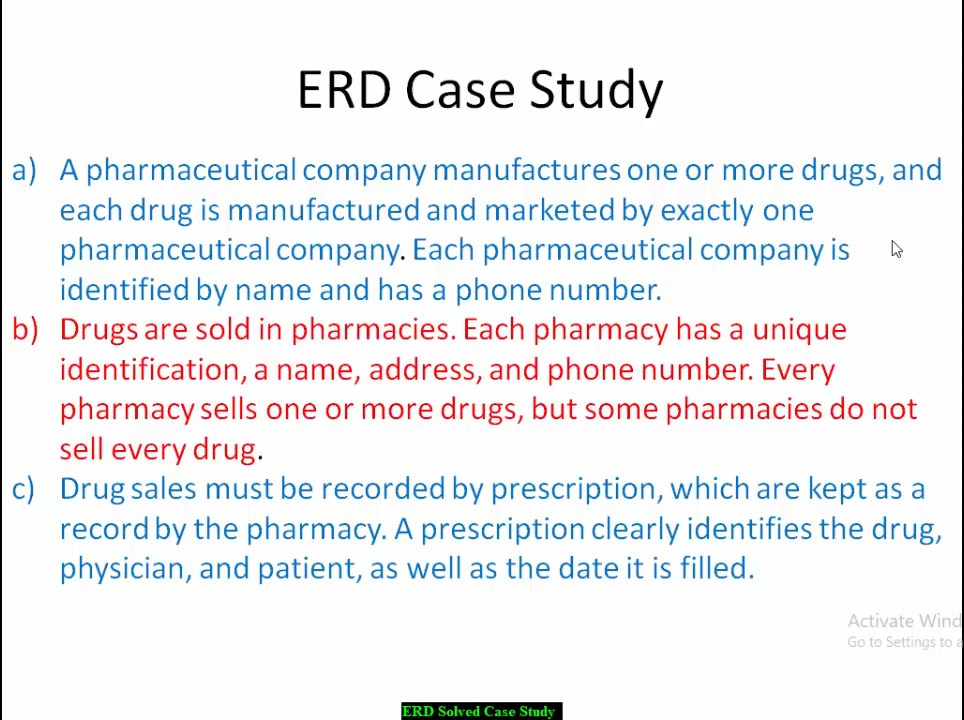 ERD Case Study
a) A pharmaceutical company manufactures one or more drugs, and
each drug is manufactured and marketed by exactly one
pharmaceutical company. Each pharmaceutical company is
identified by name and has a phone number.
b) Drugs are sold in pharmacies. Each pharmacy has a unique
identification, a name, address, and phone number. Every
pharmacy sells one or more drugs, but some pharmacies do not
sell every drug.
c) Drug sales must be recorded by prescription, which are kept as a
record by the pharmacy. A prescription clearly identifies the drug,
physician, and patient, as well as the date it is filled.
Activate Wind
Go to Settings to a
ERD Solved Case Study